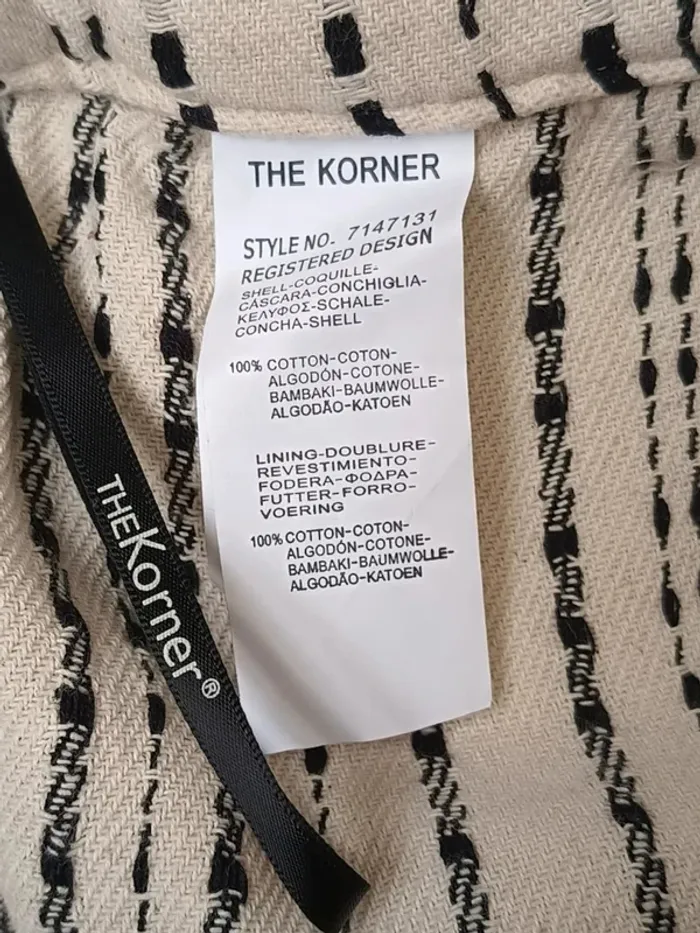 THE KORNER
STYLE NO. 7147131
REGISTERED DESIGN
SHELL-COQUILLE-
CÁSCARA-CONCHIGLIA-
ΚΕΛΥΦΟΣ-SCHALE-
CONCHA-SHELL
100% COTTON-COTON-
ALGODÓN-COTONE-
BAMBAKI-BAUMWOLLE-
ALGODÃO-KATOEN
LINING-DOUBLURE-
REVESTIMIENTO-
FODERA-ΦΟΔΡΑ-
FUTTER-FORRO-
VOERING
100% COTTON-COTON-
ALGODÓN-COTONE-
BAMBAKI-BAUMWOLLE-
ALGODÃO-KATOEN
THEKorner®